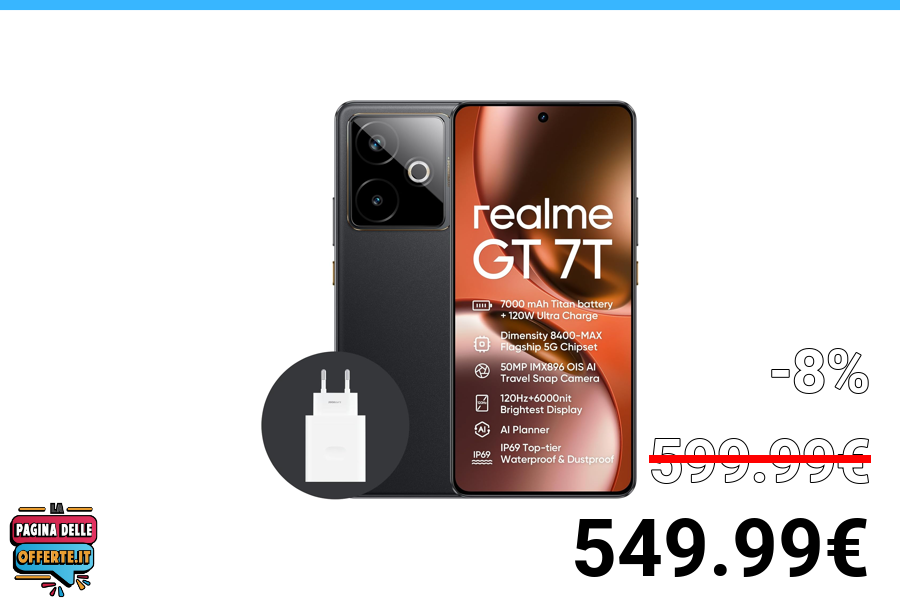 realme
GT 7T
7000 mAh Titan battery
+ 120W Ultra Charge
Dimensity 8400-MAX
Flagship 5G Chipset
50MP IMX896 OIS AI
Travel Snap Camera
120Hz+6000nit
Brightest Display
AI
AI Planner
IP69
IP69 Top-tier
Waterproof & Dustproof
-8%
599.99€
549.99€
LA
PAGINA DELLE
OFFERTE.IT